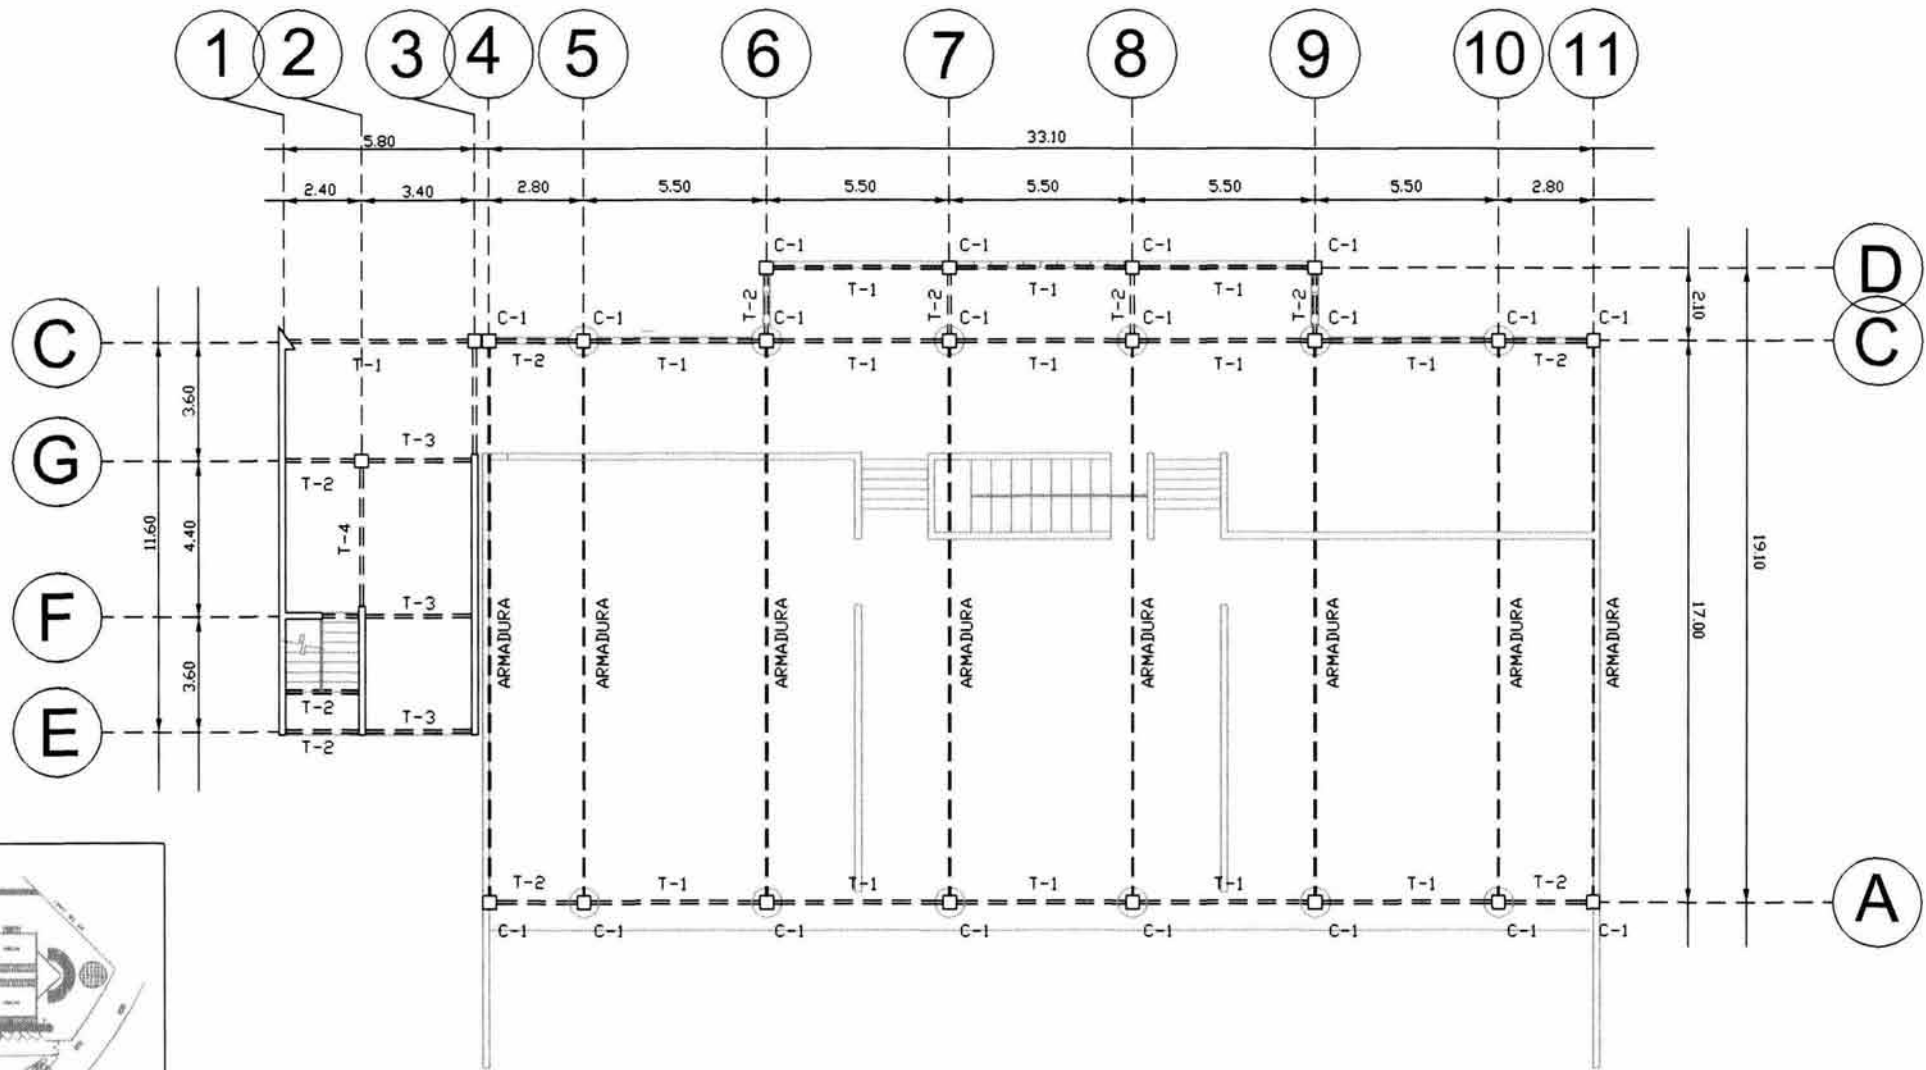 1 2 3 4 5 6 7 8 9 10 11
5.80 33.10
2.40 3.40 2.80 5.50 5.50 5.50 5.50 5.50 2.80
C-1 C-1 C-1 C-1
D
T-1 T-1 T-1
T-2 T-2 T-2 T-2
2.10
C-1 C-1 C-1 C-1 C-1 C-1 C-1 C-1
C C
T-1 T-2 T-1 T-1 T-1 T-1 T-1 T-2
3.60
T-3
G
T-2
11.60 4.40 T-4
19.10
17.00
F
T-3
ARMADURA ARMADURA ARMADURA ARMADURA ARMADURA ARMADURA ARMADURA ARMADURA
3.60
T-2 T-3
E
T-2
T-2 T-1 T-1 T-1 T-1 T-1 T-2
A
C-1 C-1 C-1 C-1 C-1 C-1 C-1 C-1